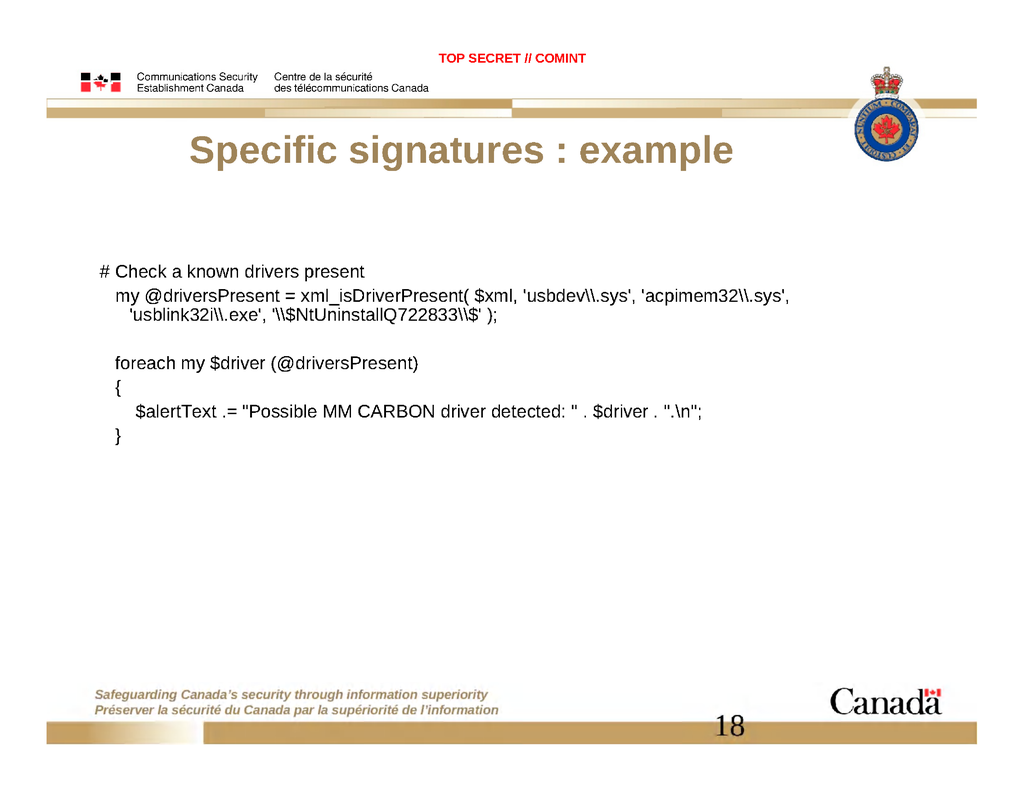 TOP SECRET // COMINT
Communications Security Centre de la sécurité
Establishment Canada des télécommunications Canada
Specific signatures : example
# Check a known drivers present
my @driversPresent = xml_isDriverPresent( $xml, 'usbdev\\.sys', 'acpimem32\\.sys',
'usblink32i\\.exe', '\\$NtUninstallQ722833\\$' );
foreach my $driver (@driversPresent)
{
$alertText .= "Possible MM CARBON driver detected: " . $driver . ".\n";
}
Safeguarding Canada's security through information superiority
Préserver la sécurité du Canada par la supériorité de l'information
Canada
18